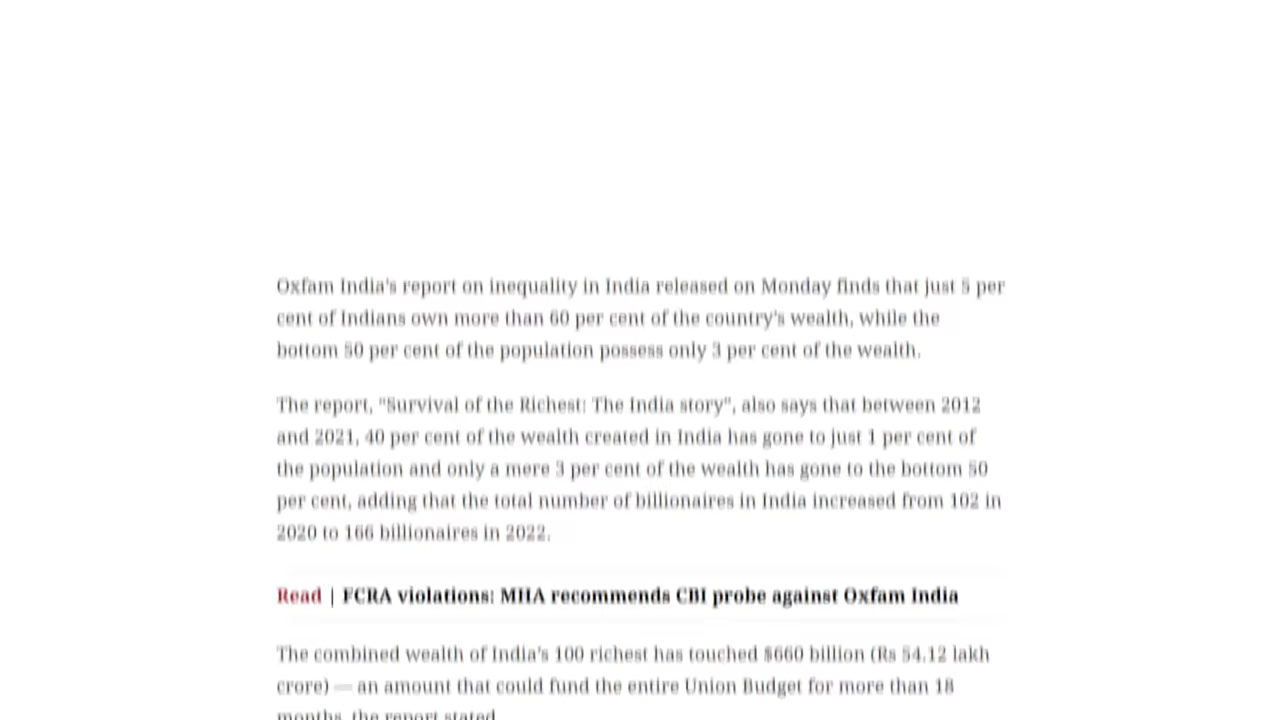 Oxfam India's report on inequality in India released on Monday finds that just 5 per
cent of Indians own more than 60 per cent of the country's wealth, while the
bottom 50 per cent of the population possess only 3 per cent of the wealth.
The report, "Survival of the Richest: The India story", also says that between 2012
and 2021, 40 per cent of the wealth created in India has gone to just 1 per cent of
the population and only a mere 3 per cent of the wealth has gone to the bottom 50
per cent, adding that the total number of billionaires in India increased from 102 in
2020 to 166 billionaires in 2022.
Read | FCRA violations: MHA recommends CBI probe against Oxfam India
The combined wealth of India's 100 richest has touched $660 billion (Rs 54.12 lakh
crore) — an amount that could fund the entire Union Budget for more than 18
months, the report stated.